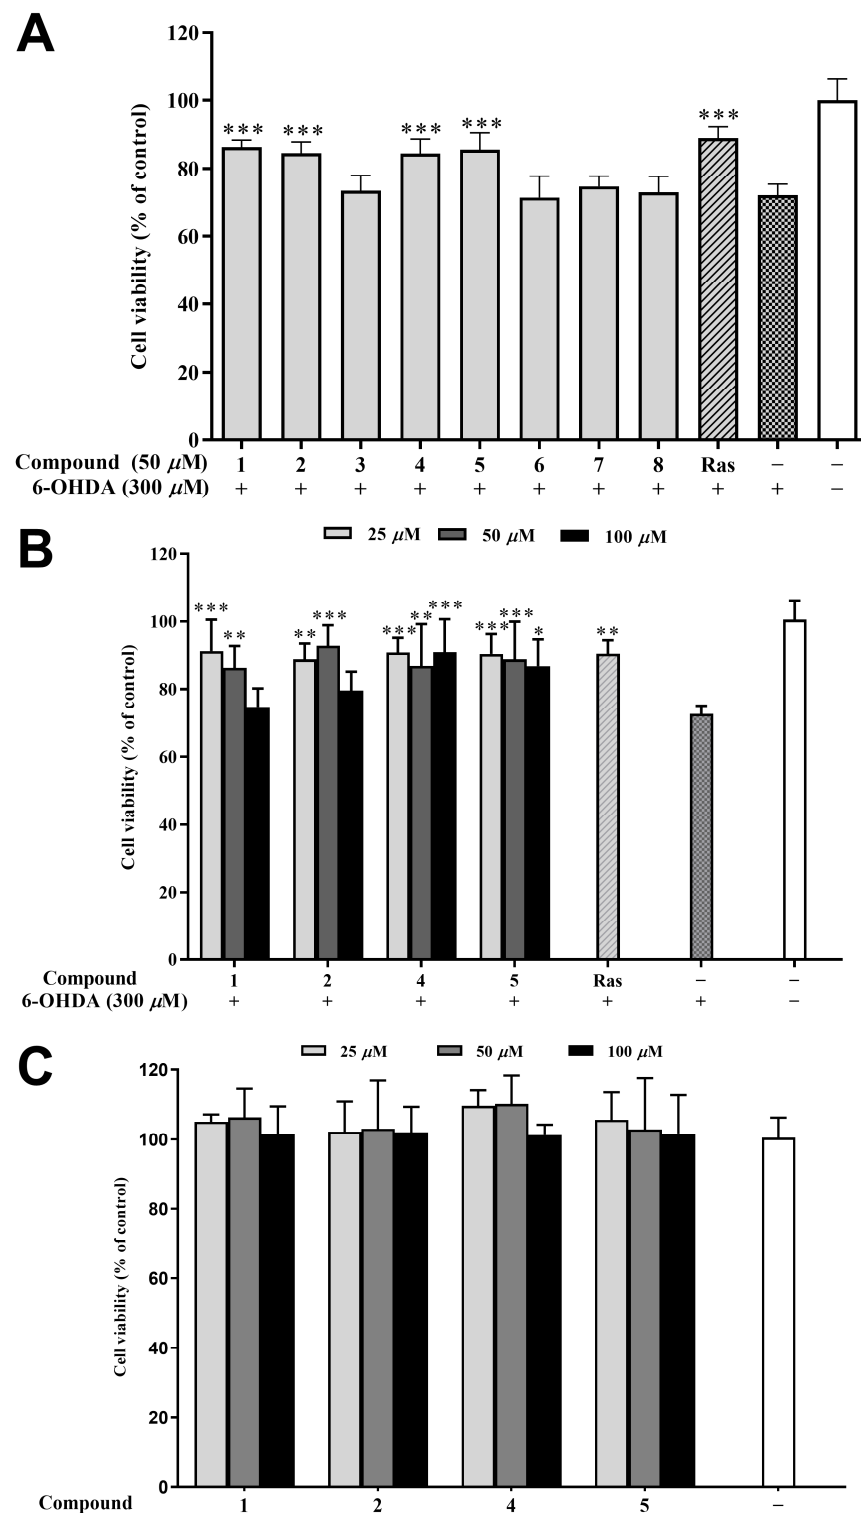 A
Cell viability (% of control)
120
100
80
60
40
20
0
*** *** *** *** ***
Compound (50 μM) 1 2 3 4 5 6 7 8 Ras – –
6-OHDA (300 μM) + + + + + + + + + + –
B
25 μM 50 μM 100 μM
Cell viability (% of control)
120
100
80
60
40
20
0
*** ** ** *** *** ** *** *** *** * **
Compound 1 2 4 5 Ras – –
6-OHDA (300 μM) + + + + + + –
C
25 μM 50 μM 100 μM
Cell viability (% of control)
120
100
80
60
40
20
0
Compound 1 2 4 5 –